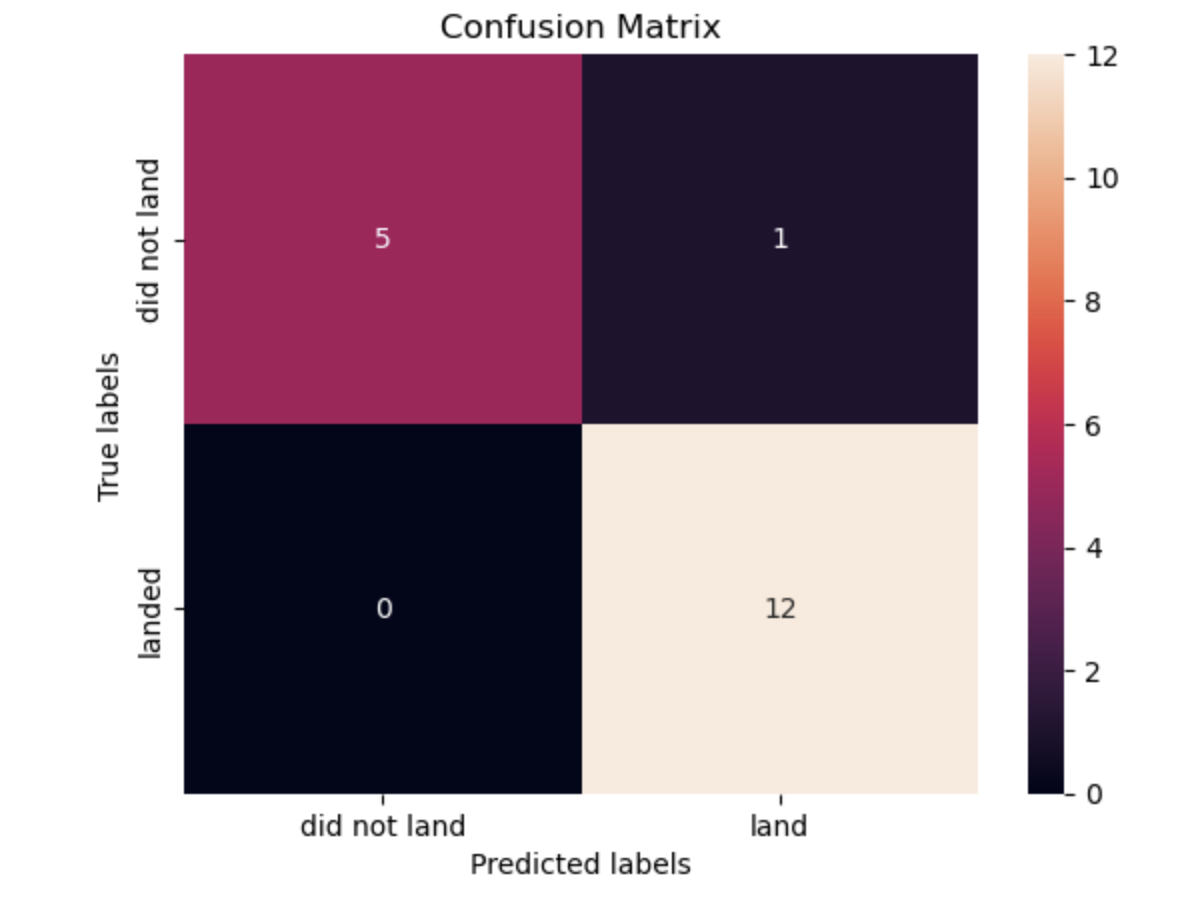 Confusion Matrix
True labels
did not land
landed
5
1
0
12
did not land
land
Predicted labels
12
10
8
6
4
2
0